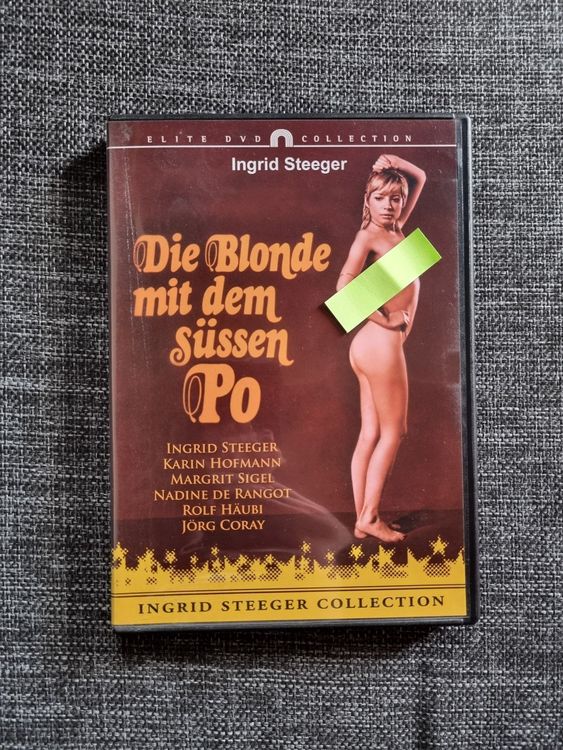 ELITE DVD COLLECTION
Ingrid Steeger
Die Blonde
mit dem
süssen
Po
INGRID STEEGER
KARIN HOFMANN
MARGRIT SIGEL
NADINE DE RANGOT
ROLF HÄUBI
JÖRG CORAY
INGRID STEEGER COLLECTION